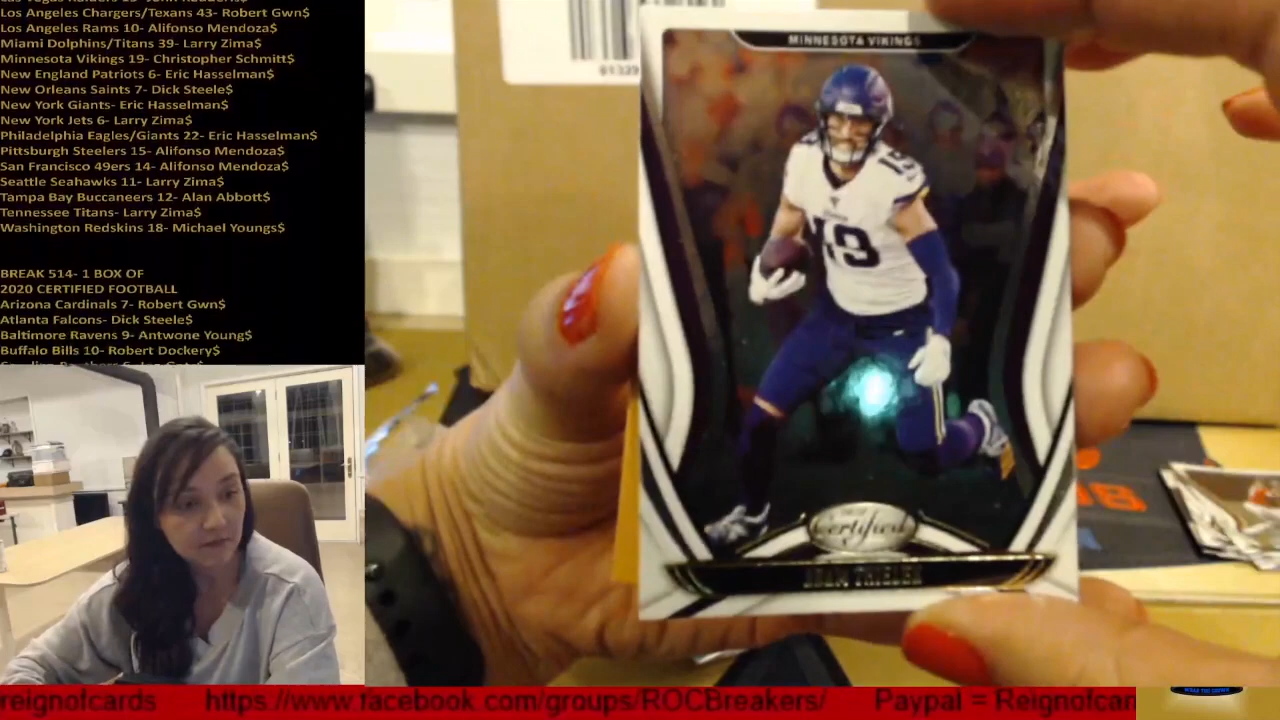 Los Angeles Chargers/Texans 43- Robert Gwn$
Los Angeles Rams 10- Alifonso Mendoza$
Miami Dolphins/Titans 39- Larry Zima$
Minnesota Vikings 19- Christopher Schmitt$
New England Patriots 6- Eric Hasselman$
New Orleans Saints 7- Dick Steele$
New York Giants- Eric Hasselman$
New York Jets 6- Larry Zima$
Philadelphia Eagles/Giants 22- Eric Hasselman$
Pittsburgh Steelers 15- Alifonso Mendoza$
San Francisco 49ers 14- Alifonso Mendoza$
Seattle Seahawks 11- Larry Zima$
Tampa Bay Buccaneers 12- Alan Abbott$
Tennessee Titans- Larry Zima$
Washington Redskins 18- Michael Youngs$
BREAK 514- 1 BOX OF
2020 CERTIFIED FOOTBALL
Arizona Cardinals 7- Robert Gwn$
Atlanta Falcons- Dick Steele$
Baltimore Ravens 9- Antwone Young$
Buffalo Bills 10- Robert Dockery$
MINNESOTA VIKINGS
19
19
Certified
ADAM THIELEN
reignofcards https://www.facebook.com/groups/ROCBreakers/ Paypal = Reignofcar